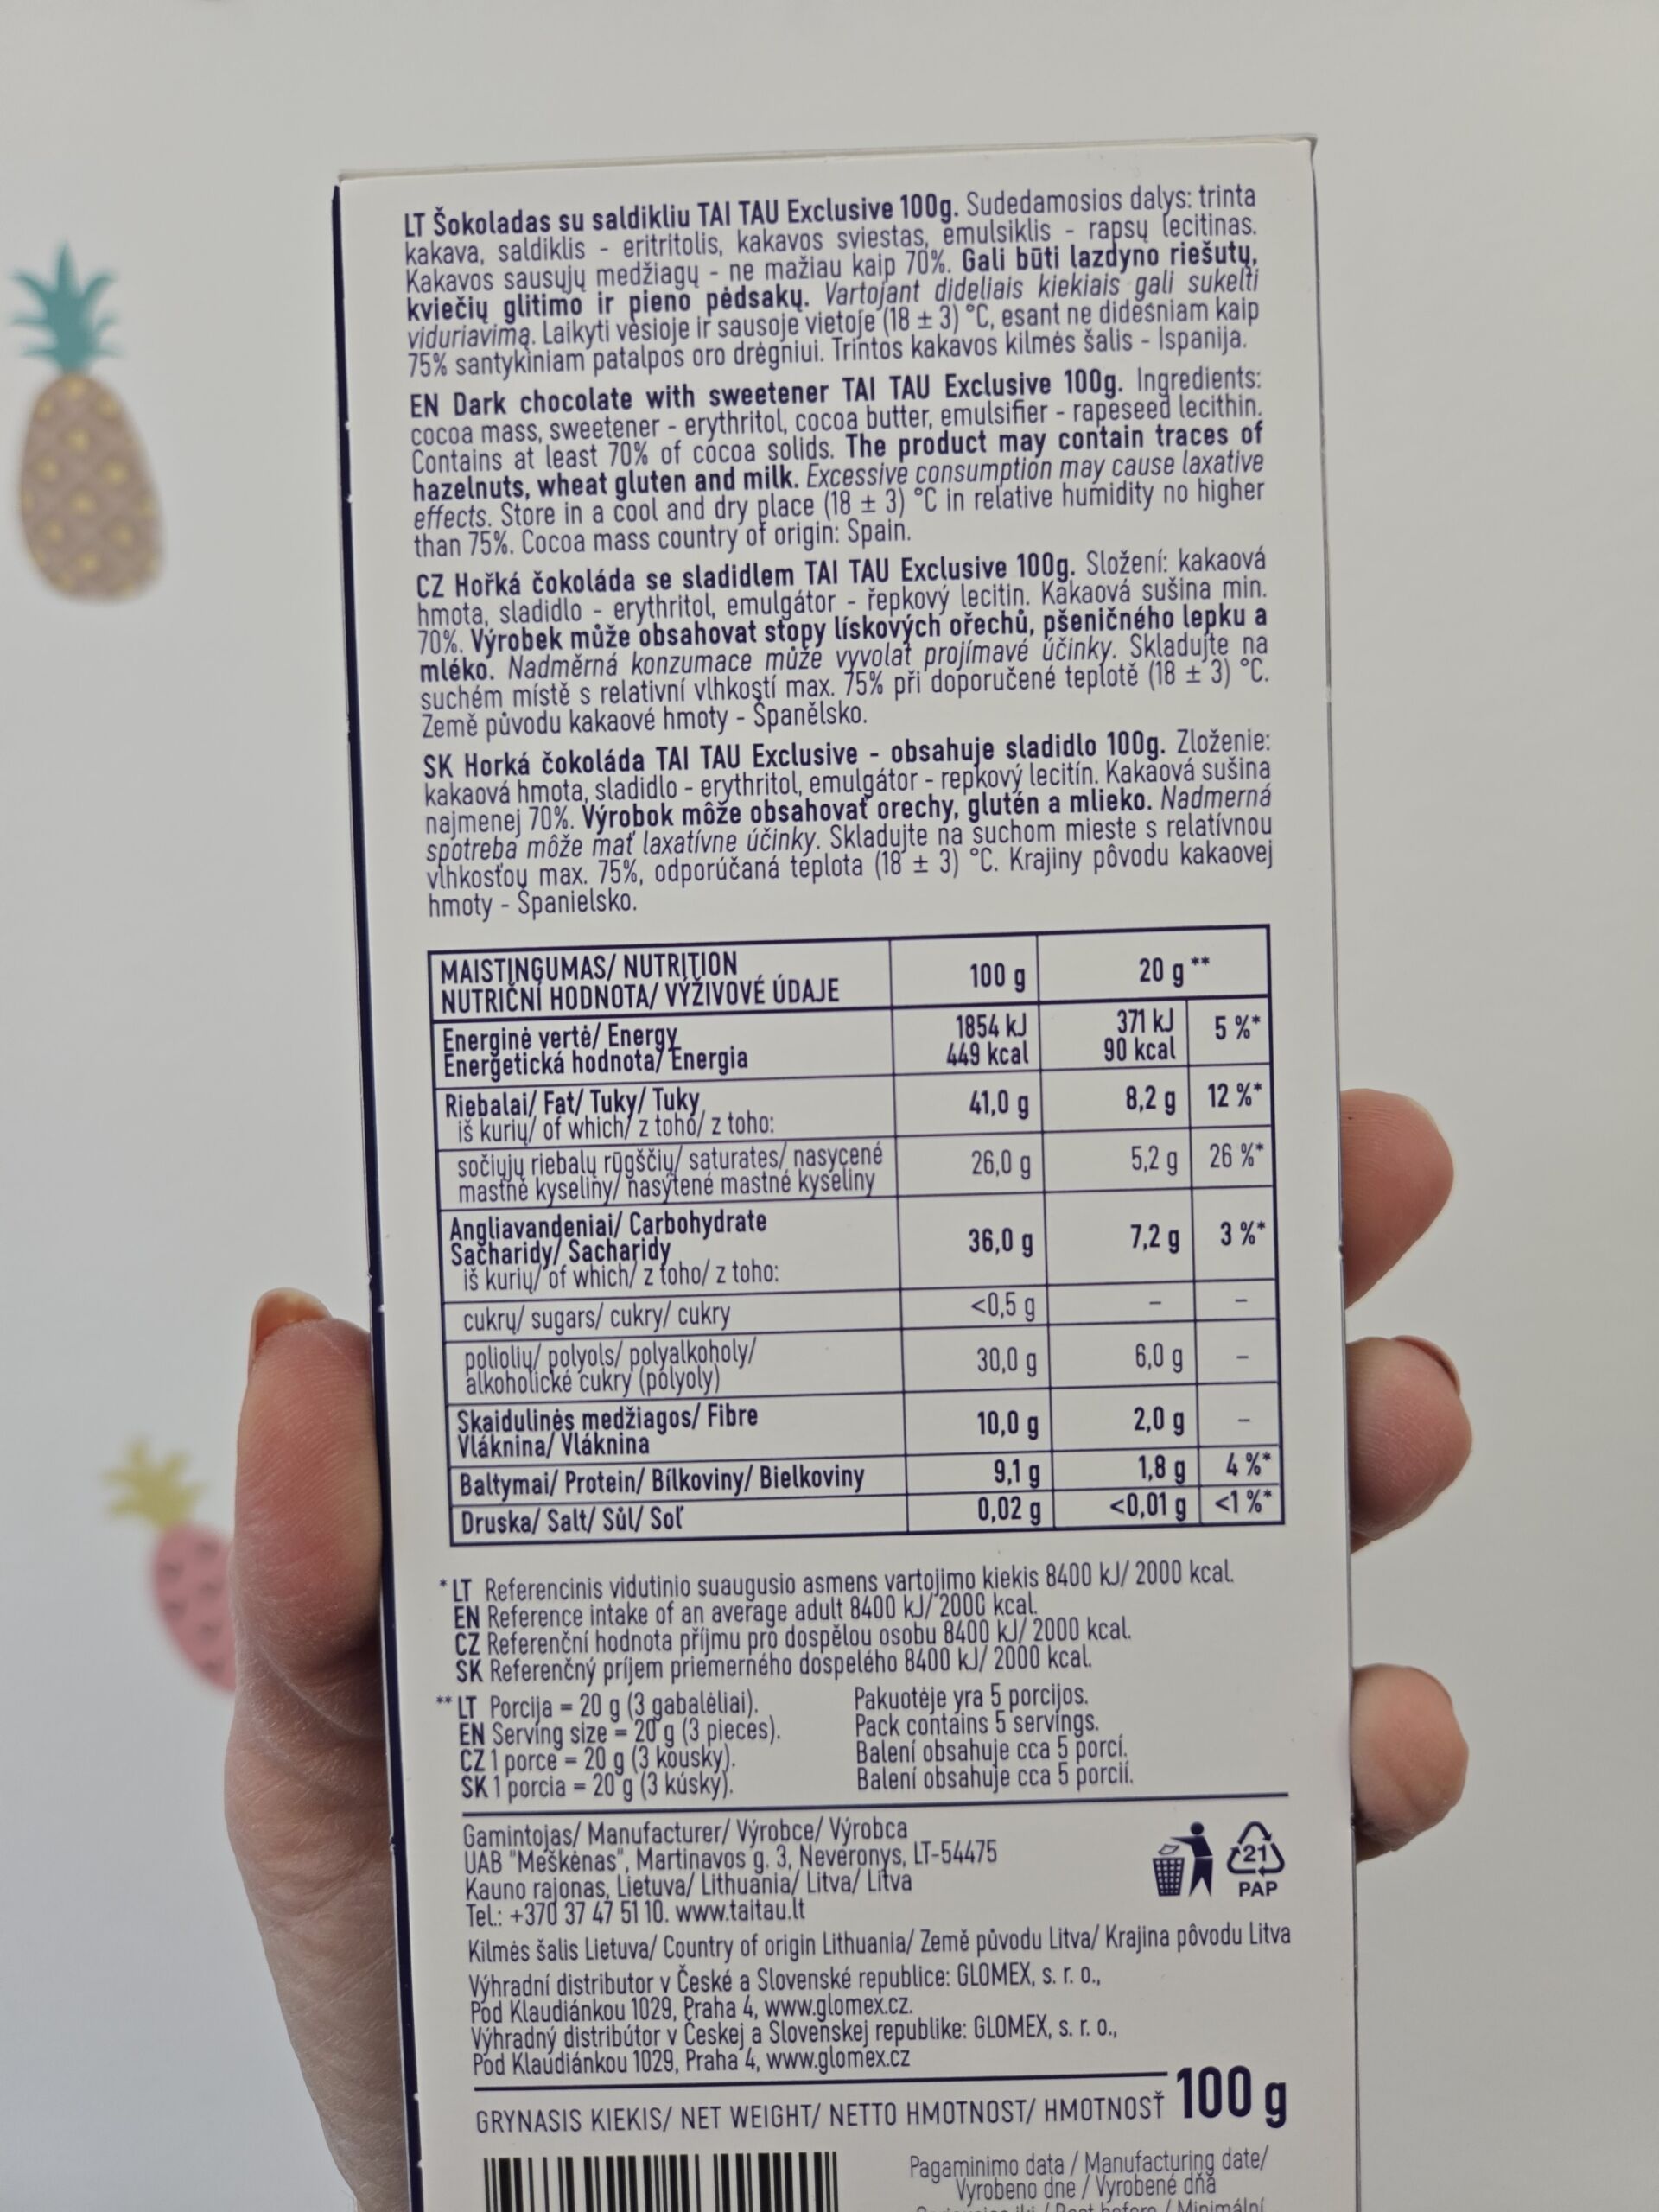 LT Šokoladas su saldikliu TAI TAU Exclusive 100g. Sudedamosios dalys: trinta
kakava, saldiklis - eritritolis, kakavos sviestas, emulsiklis - rapsų lecitinas.
Kakavos sausųjų medžiagų - ne mažiau kaip 70%. Gali būti lazdyno riešutų,
kviečių glitimo ir pieno pėdsakų. Vartojant dideliais kiekiais gali sukelti
viduriavimą. Laikyti vėsioje ir sausoje vietoje (18 ± 3) °C, esant ne didesniam kaip
75% santykiniam patalpos oro drėgniui. Trintos kakavos kilmės šalis - Ispanija.
EN Dark chocolate with sweetener TAI TAU Exclusive 100g. Ingredients:
cocoa mass, sweetener - erythritol, cocoa butter, emulsifier - rapeseed lecithin.
Contains at least 70% of cocoa solids. The product may contain traces of
hazelnuts, wheat gluten and milk. Excessive consumption may cause laxative
effects. Store in a cool and dry place (18 ± 3) °C in relative humidity no higher
than 75%. Cocoa mass country of origin: Spain.
CZ Hořká čokoláda se sladidlem TAI TAU Exclusive 100g. Složení: kakaová
hmota, sladidlo - erythritol, emulgátor - řepkový lecitin. Kakaová sušina min.
70%. Výrobek může obsahovat stopy lískových ořechů, pšeničného lepku a
mléko. Nadměrná konzumace může vyvolat projímavé účinky. Skladujte na
suchém místě s relativní vlhkostí max. 75% při doporučené teplotě (18 ± 3) °C.
Země původu kakaové hmoty - Španělsko.
SK Horká čokoláda TAI TAU Exclusive - obsahuje sladidlo 100g. Zloženie:
kakaová hmota, sladidlo - erythritol, emulgátor - repkový lecitín. Kakaová sušina
najmenej 70%. Výrobok môže obsahovať orechy, glutén a mlieko. Nadmerná
spotreba môže mať laxatívne účinky. Skladujte na suchom mieste s relatívnou
vlhkosťou max. 75%, odporúčaná teplota (18 ± 3) °C. Krajiny pôvodu kakaovej
hmoty - Španielsko.
MAISTINGUMAS/ NUTRITION
NUTRIČNÍ HODNOTA/ VÝŽIVOVÉ ÚDAJE
100 g
20 g **
Energinė vertė/ Energy
Energetická hodnota/ Energia
1854 kJ
449 kcal
371 kJ
90 kcal
5 %*
Riebalai/ Fat/ Tuky/ Tuky
iš kurių/ of which/ z toho/ z toho:
41,0 g
8,2 g
12 %*
sočiųjų riebalų rūgščių/ saturates/ nasycené
mastné kyseliny/ nasýtené mastné kyseliny
26,0 g
5,2 g
26 %*
Angliavandeniai/ Carbohydrate
Sacharidy/ Sacharidy
iš kurių/ of which/ z toho/ z toho:
36,0 g
7,2 g
3 %*
cukrų/ sugars/ cukry/ cukry
<0,5 g
–
–
poliolių/ polyols/ polyalkoholy/
alkoholické cukry (polyoly)
30,0 g
6,0 g
–
Skaidulinės medžiagos/ Fibre
Vláknina/ Vláknina
10,0 g
2,0 g
–
Baltymai/ Protein/ Bílkoviny/ Bielkoviny
9,1 g
1,8 g
4 %*
Druska/ Salt/ Sůl/ Soľ
0,02 g
<0,01 g
<1 %*
* LT Referencinis vidutinio suaugusio asmens vartojimo kiekis 8400 kJ/ 2000 kcal.
EN Reference intake of an average adult 8400 kJ/ 2000 kcal.
CZ Referenční hodnota příjmu pro dospělou osobu 8400 kJ/ 2000 kcal.
SK Referenčný príjem priemerného dospelého 8400 kJ/ 2000 kcal.
** LT Porcija = 20 g (3 gabalėliai). Pakuotėje yra 5 porcijos.
EN Serving size = 20 g (3 pieces). Pack contains 5 servings.
CZ 1 porce = 20 g (3 kousky). Balení obsahuje cca 5 porcí.
SK 1 porcia = 20 g (3 kúsky). Balení obsahuje cca 5 porcií.
Gamintojas/ Manufacturer/ Výrobce/ Výrobca
UAB "Meškėnas", Martinavos g. 3, Neveronys, LT-54475
Kauno rajonas, Lietuva/ Lithuania/ Litva/ Litva
Tel.: +370 37 47 51 10. www.taitau.lt
21
PAP
Kilmės šalis Lietuva/ Country of origin Lithuania/ Země původu Litva/ Krajina pôvodu Litva
Výhradní distributor v České a Slovenské republice: GLOMEX, s. r. o.,
Pod Klaudiánkou 1029, Praha 4, www.glomex.cz.
Výhradný distribútor v Českej a Slovenskej republike: GLOMEX, s. r. o.,
Pod Klaudiánkou 1029, Praha 4, www.glomex.cz
GRYNASIS KIEKIS/ NET WEIGHT/ NETTO HMOTNOST/ HMOTNOSŤ 100 g
Pagaminimo data / Manufacturing date/
Vyrobeno dne / Vyrobené dňa